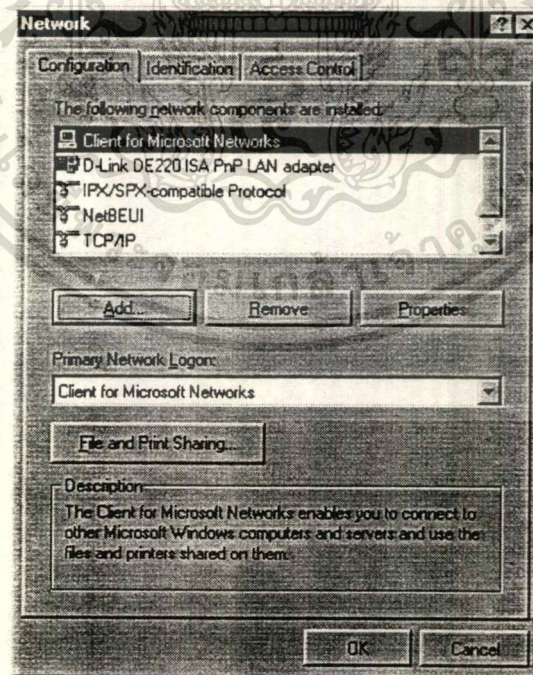 Network
Configuration Identification Access Control
The following network components are installed:
Client for Microsoft Networks
D-Link DE220 ISA PnP LAN adapter
IPX/SPX-compatible Protocol
NetBEUI
TCP/IP
Add... Remove Properties
Primary Network Logon:
Client for Microsoft Networks
File and Print Sharing...
Description
The Client for Microsoft Networks enables you to connect to
other Microsoft Windows computers and servers and use the
files and printers shared on them.
OK Cancel